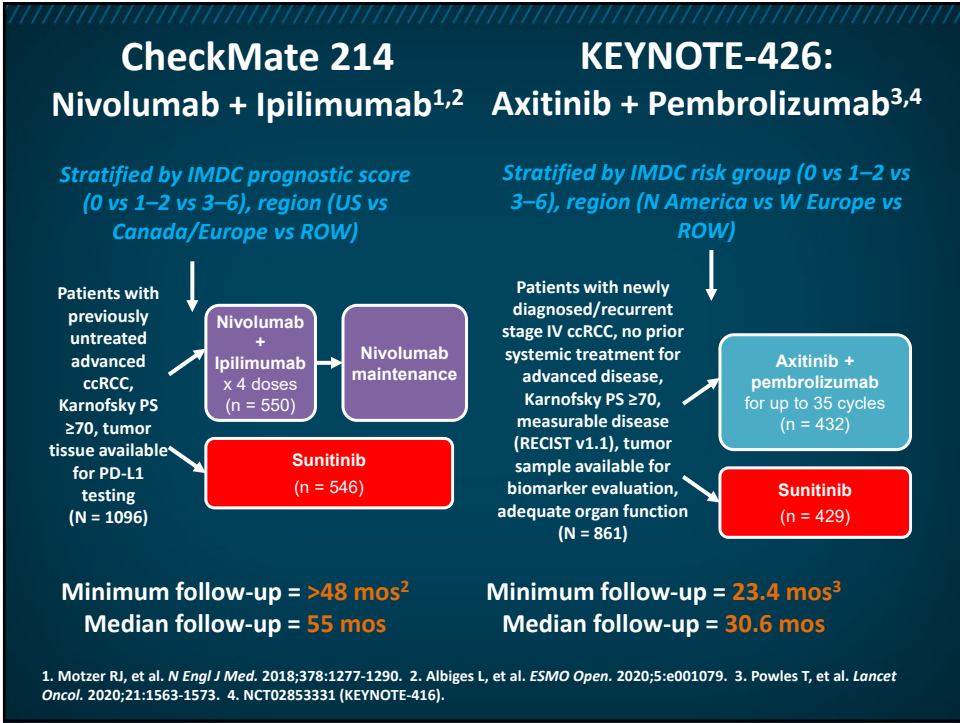 CheckMate 214
Nivolumab + Ipilimumab1,2
Stratified by IMDC prognostic score
(0 vs 1–2 vs 3–6), region (US vs
Canada/Europe vs ROW)
Patients with
previously
untreated
advanced
ccRCC,
Karnofsky PS
≥70, tumor
tissue available
for PD-L1
testing
(N = 1096)
Nivolumab
+
Ipilimumab
x 4 doses
(n = 550)
Nivolumab
maintenance
Sunitinib
(n = 546)
Minimum follow-up = >48 mos2
Median follow-up = 55 mos
KEYNOTE-426:
Axitinib + Pembrolizumab3,4
Stratified by IMDC risk group (0 vs 1–2 vs
3–6), region (N America vs W Europe vs
ROW)
Patients with newly
diagnosed/recurrent
stage IV ccRCC, no prior
systemic treatment for
advanced disease,
Karnofsky PS ≥70,
measurable disease
(RECIST v1.1), tumor
sample available for
biomarker evaluation,
adequate organ function
(N = 861)
Axitinib +
pembrolizumab
for up to 35 cycles
(n = 432)
Sunitinib
(n = 429)
Minimum follow-up = 23.4 mos3
Median follow-up = 30.6 mos
1. Motzer RJ, et al. N Engl J Med. 2018;378:1277-1290. 2. Albiges L, et al. ESMO Open. 2020;5:e001079. 3. Powles T, et al. Lancet
Oncol. 2020;21:1563-1573. 4. NCT02853331 (KEYNOTE-416).